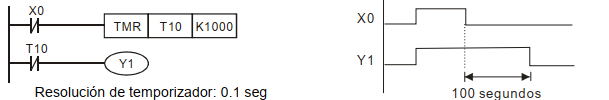 X0
TMR T10 K1000
T10
Y1
Resolución de temporizador: 0.1 seg
X0
Y1
100 segundos